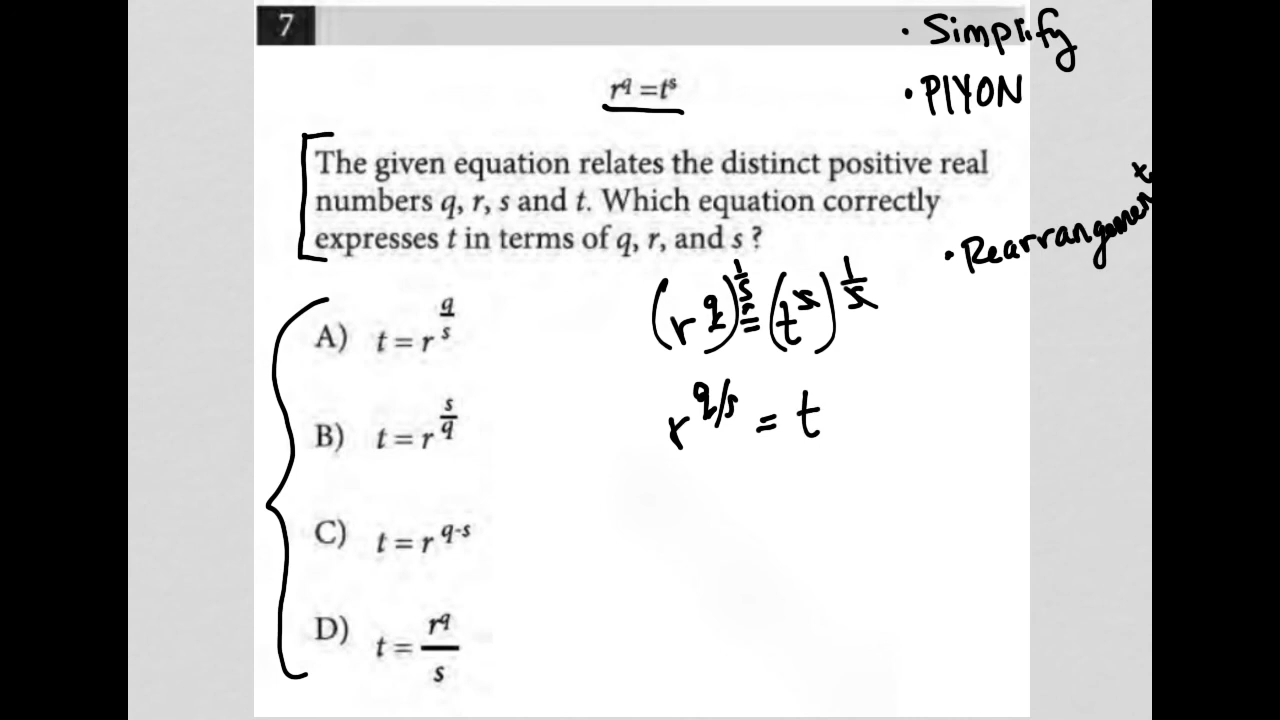 7
• Simplify
• PIYON
r^q = t^s
The given equation relates the distinct positive real
numbers q, r, s and t. Which equation correctly
expresses t in terms of q, r, and s ?
• Rearrangement
A) t = r^(q/s)
B) t = r^(s/q)
C) t = r^(q-s)
D) t = r^q/s
(r^q)^(1/s) = (t^s)^(1/s)
r^(q/s) = t